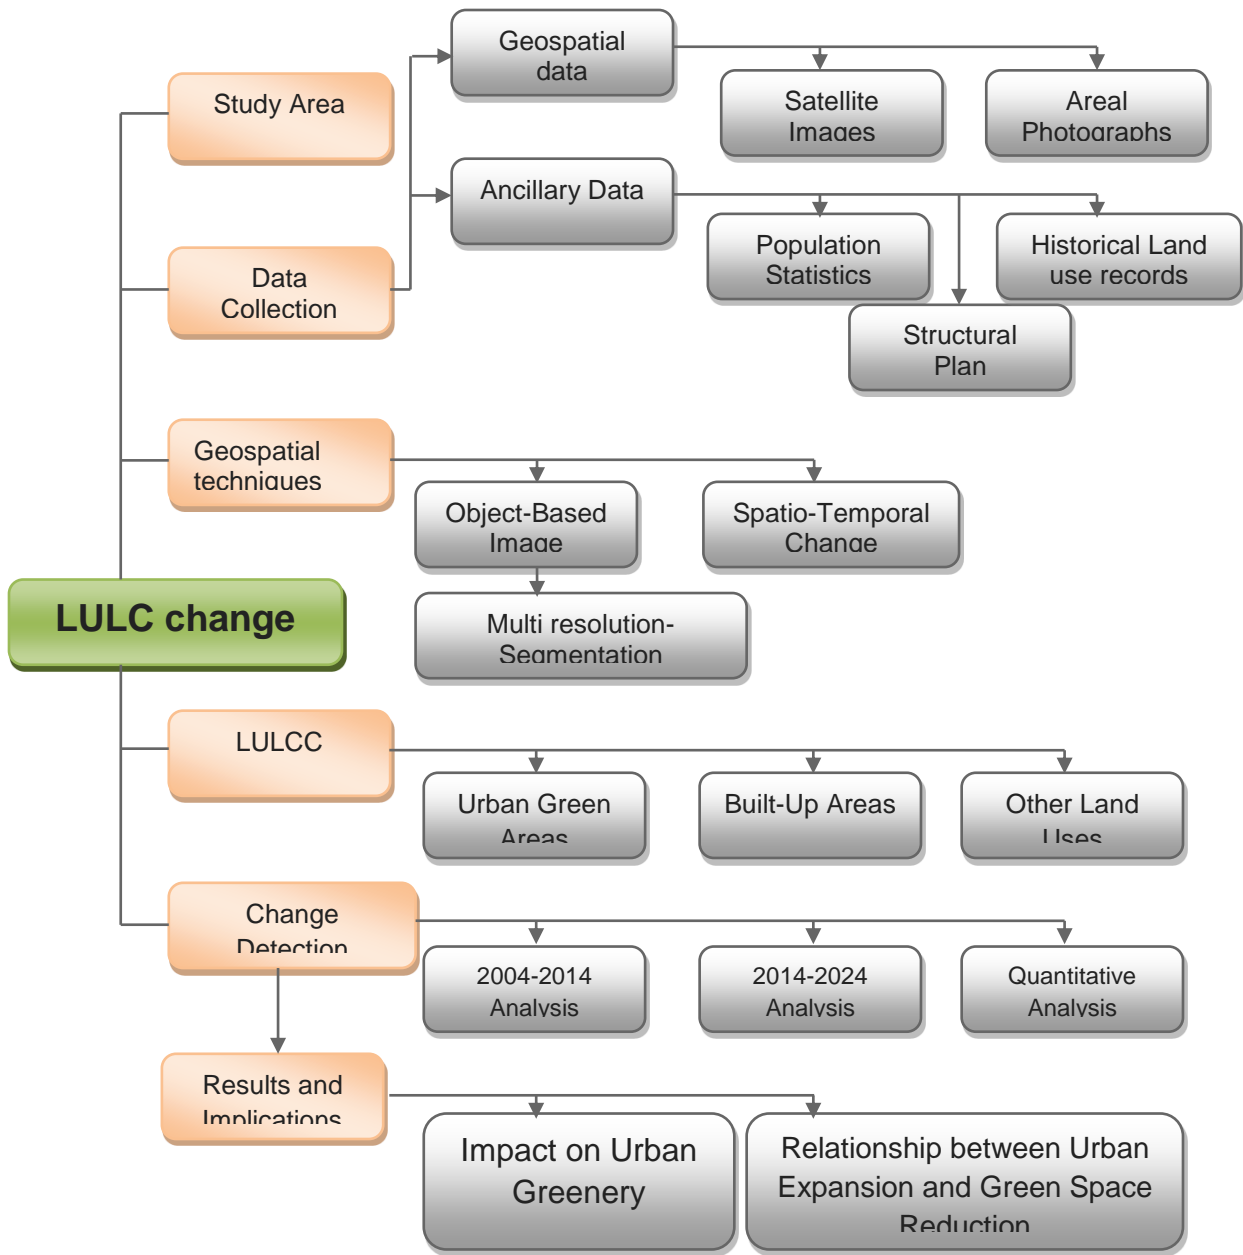 Geospatial
data
Study Area
Satellite
Images
Areal
Photographs
Ancillary Data
Population
Statistics
Historical Land
use records
Data
Collection
Structural
Plan
Geospatial
techniques
Object-Based
Image
Spatio-Temporal
Change
LULC change
Multi resolution-
Segmentation
LULCC
Urban Green
Areas
Built-Up Areas
Other Land
Uses
Change
Detection
2004-2014
Analysis
2014-2024
Analysis
Quantitative
Analysis
Results and
Implications
Impact on Urban
Greenery
Relationship between Urban
Expansion and Green Space
Reduction